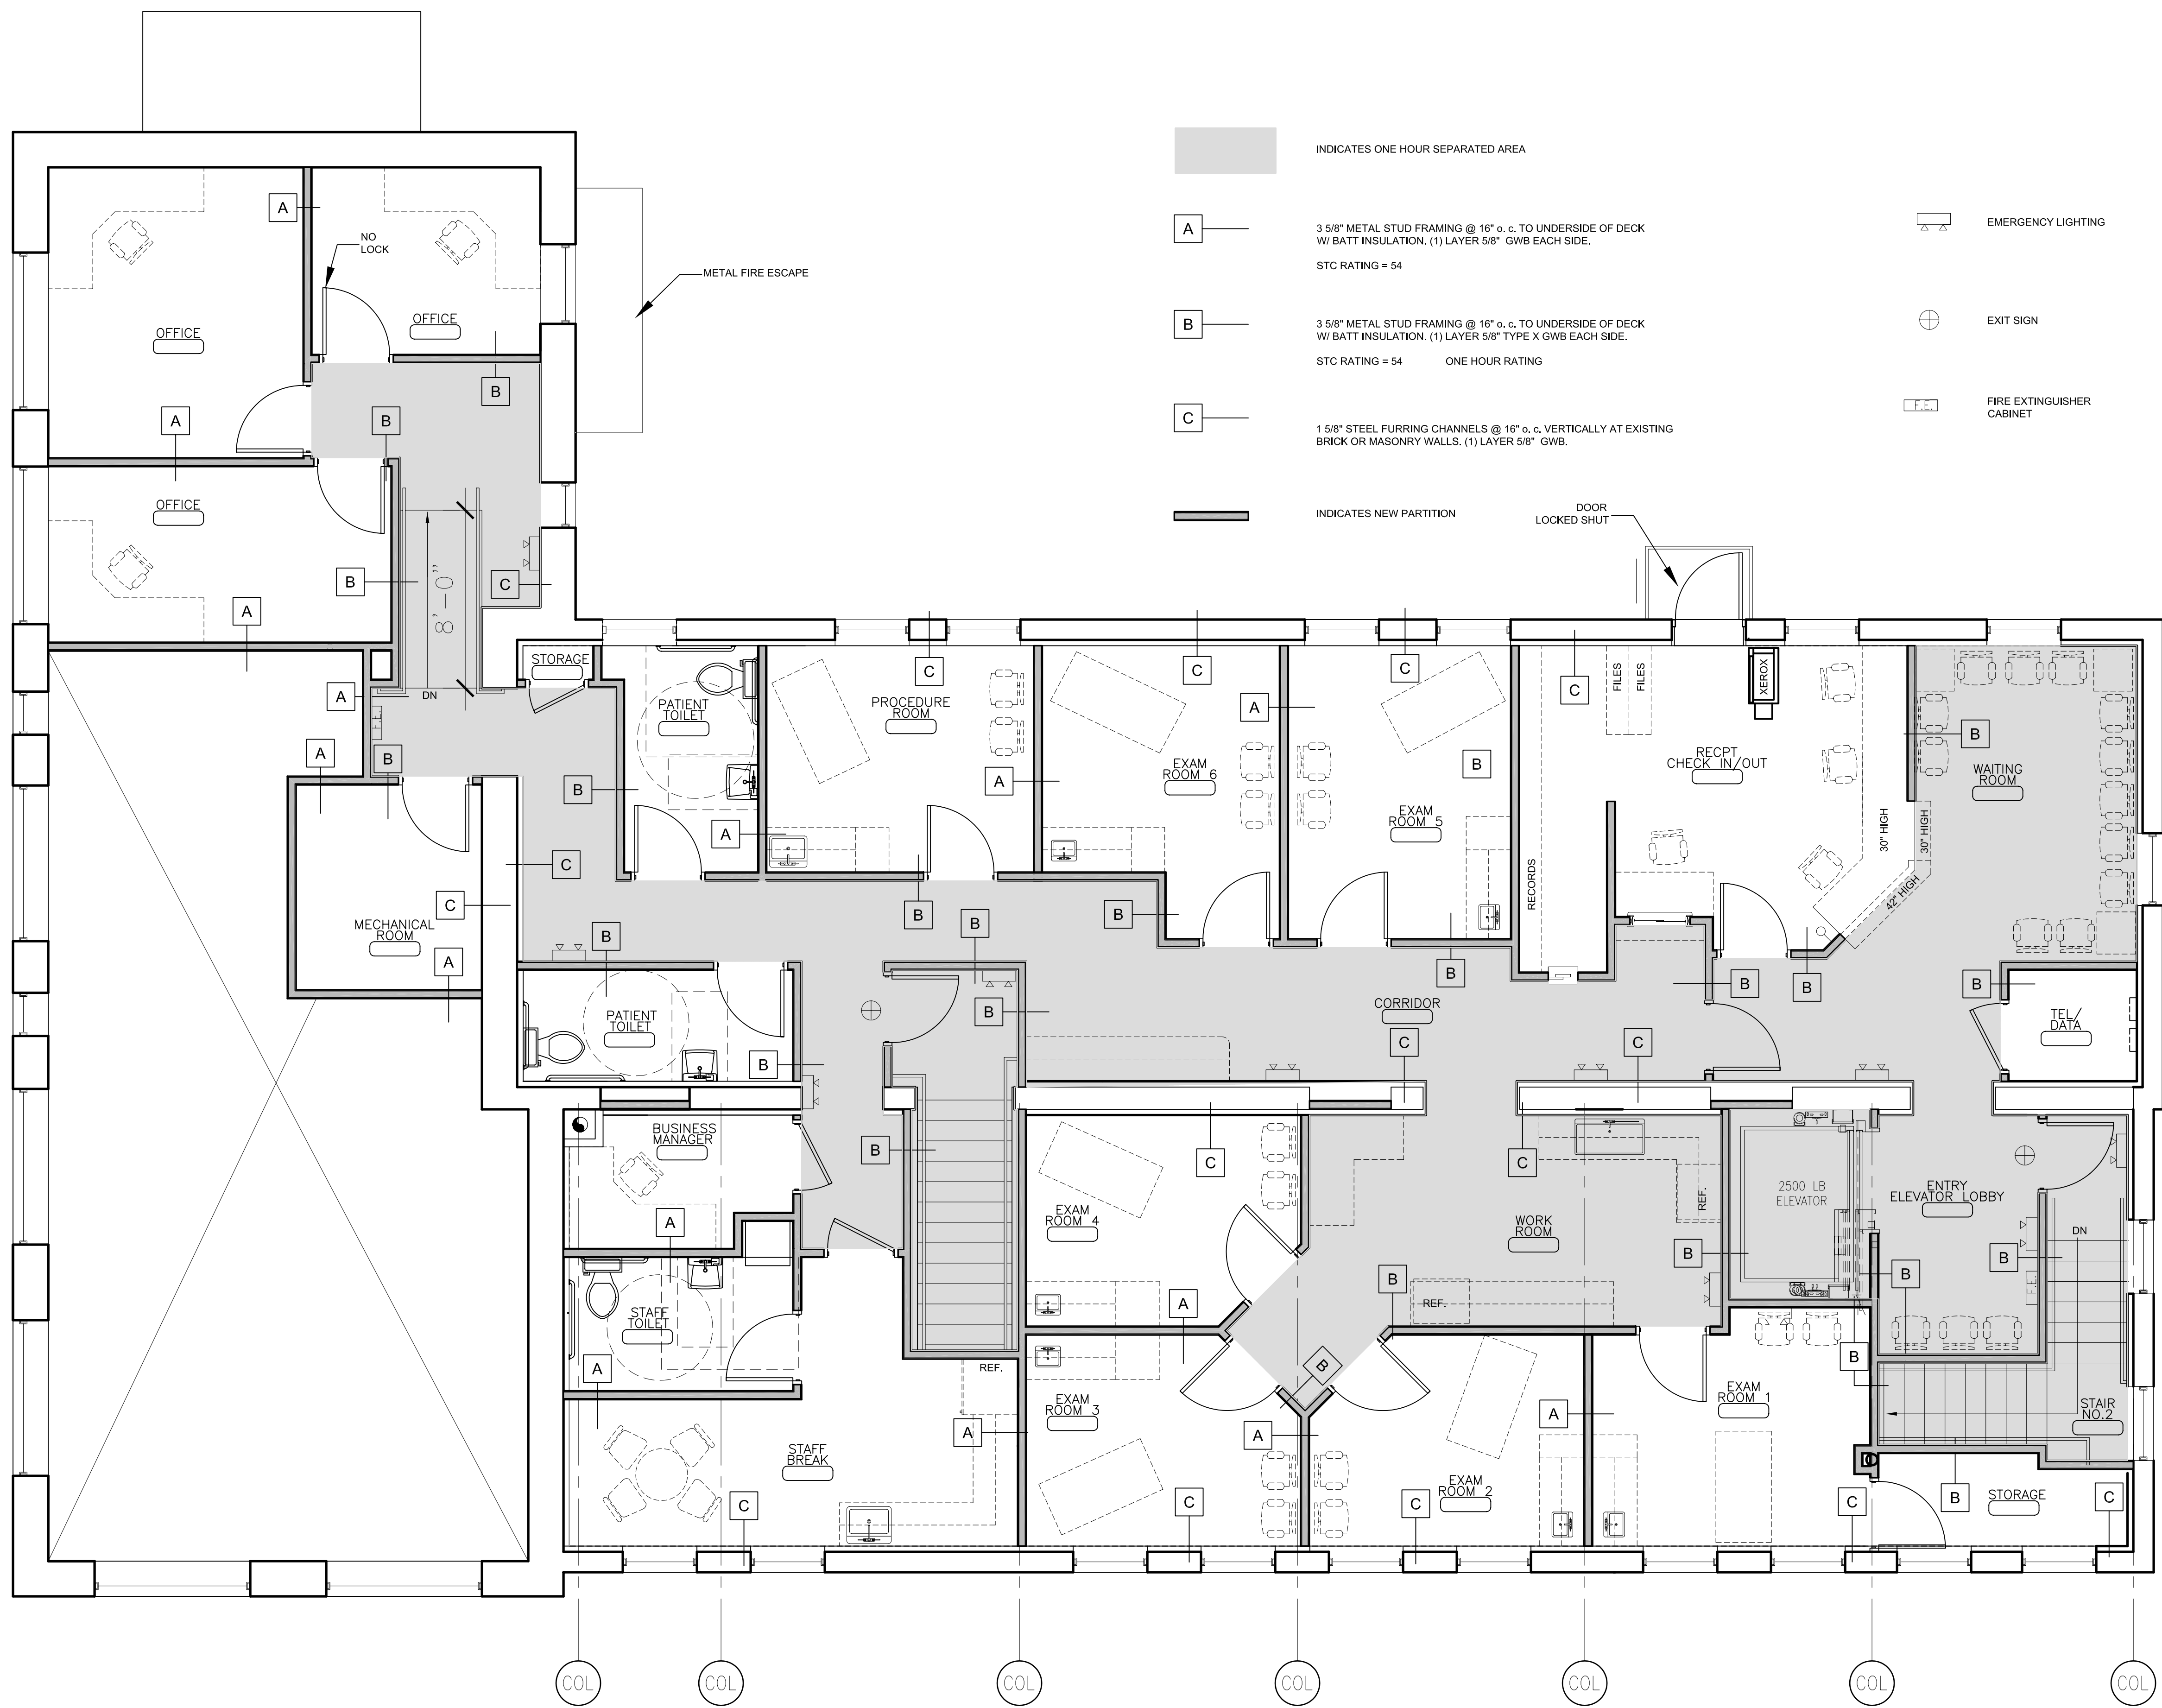 INDICATES ONE HOUR SEPARATED AREA
A
3 5/8" METAL STUD FRAMING @ 16" o. c. TO UNDERSIDE OF DECK
W/ BATT INSULATION. (1) LAYER 5/8" GWB EACH SIDE.
STC RATING = 54
B
3 5/8" METAL STUD FRAMING @ 16" o. c. TO UNDERSIDE OF DECK
W/ BATT INSULATION. (1) LAYER 5/8" TYPE X GWB EACH SIDE.
STC RATING = 54 ONE HOUR RATING
C
1 5/8" STEEL FURRING CHANNELS @ 16" o. c. VERTICALLY AT EXISTING
BRICK OR MASONRY WALLS. (1) LAYER 5/8" GWB.
INDICATES NEW PARTITION
EMERGENCY LIGHTING
EXIT SIGN
F.E.
FIRE EXTINGUISHER
CABINET
DOOR
LOCKED SHUT
A
NO
LOCK
METAL FIRE ESCAPE
OFFICE
OFFICE
B
A
B
OFFICE
B
C
A
8'-0"
DN
A
F.E.
A
B
STORAGE
PATIENT
TOILET
B
A
C
PROCEDURE
ROOM
A
C
EXAM
ROOM 6
A
C
B
EXAM
ROOM 5
C
FILES
FILES
XEROX
RECPT
CHECK IN/OUT
RECORDS
B
WAITING
ROOM
30" HIGH
30" HIGH
42" HIGH
C
C
MECHANICAL
ROOM
A
B
B
B
B
B
B
B
B
B
CORRIDOR
PATIENT
TOILET
B
C
C
TEL/
DATA
BUSINESS
MANAGER
B
A
C
EXAM
ROOM 4
C
REF.
WORK
ROOM
2500 LB
ELEVATOR
ENTRY
ELEVATOR LOBBY
DN
B
B
B
F.E.
STAFF
TOILET
A
A
B
REF.
B
REF.
A
EXAM
ROOM 3
A
B
A
EXAM
ROOM 1
STAIR
NO.2
STAFF
BREAK
C
C
C
EXAM
ROOM 2
C
B
STORAGE
C
COL
COL
COL
COL
COL
COL
COL